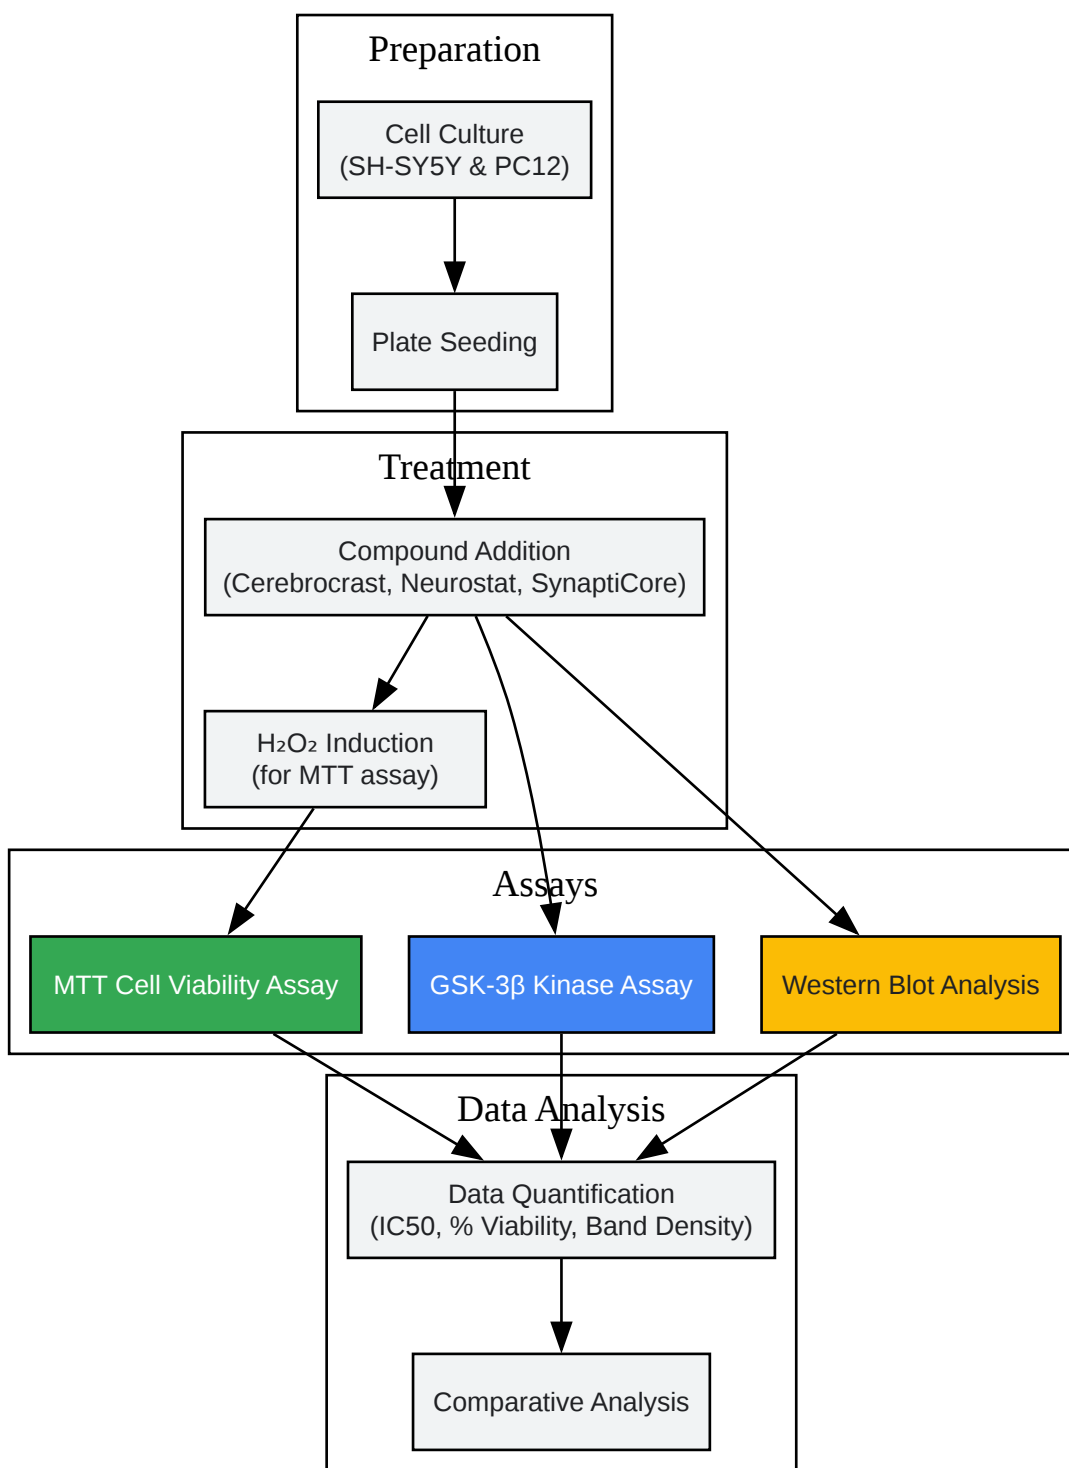 Preparation
Cell Culture
(SH-SY5Y & PC12)
Plate Seeding
Treatment
Compound Addition
(Cerebrocrast, Neurostat, SynaptiCore)
H₂O₂ Induction
(for MTT assay)
Assays
MTT Cell Viability Assay
GSK-3β Kinase Assay
Western Blot Analysis
Data Analysis
Data Quantification
(IC50, % Viability, Band Density)
Comparative Analysis